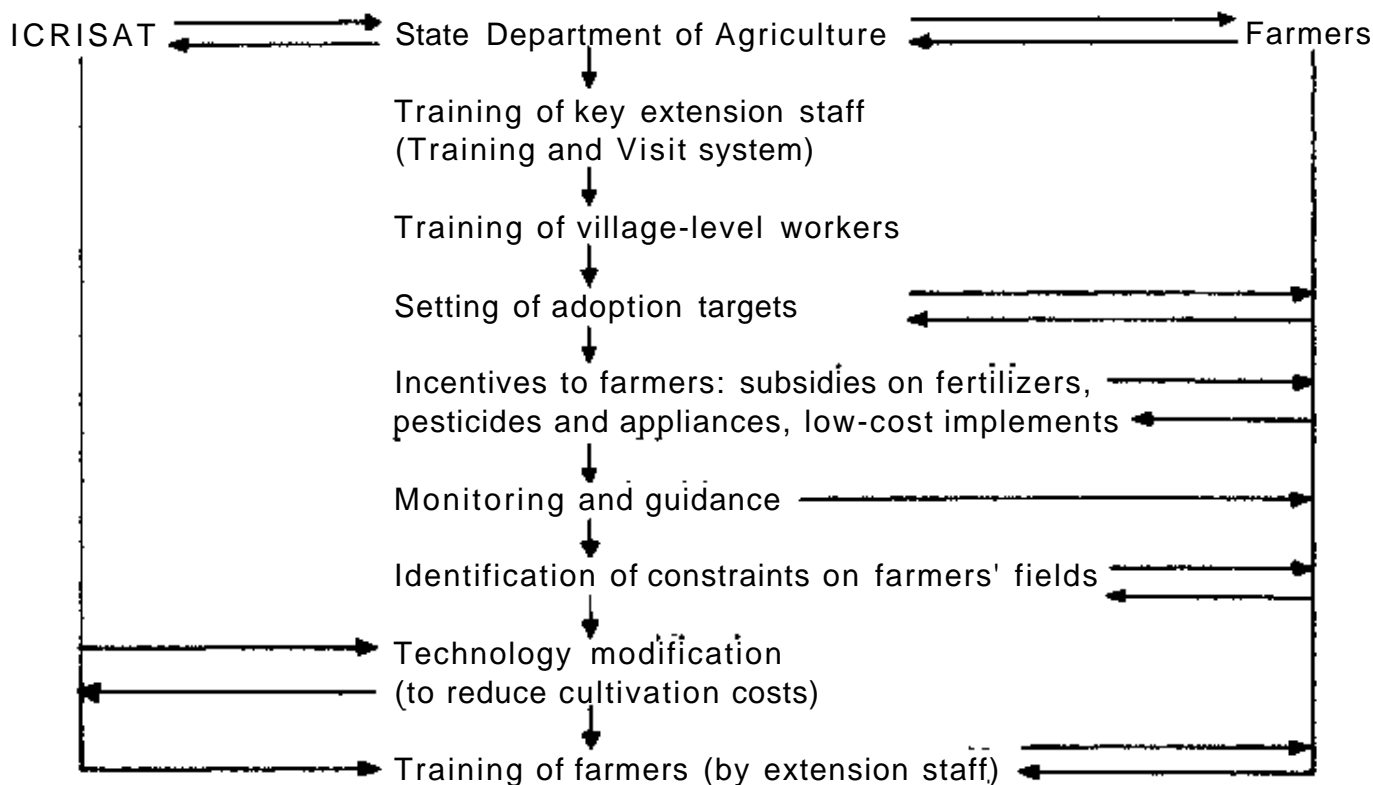 ICRISAT State Department of Agriculture Farmers
Training of key extension staff
(Training and Visit system)
Training of village-level workers
Setting of adoption targets
Incentives to farmers: subsidies on fertilizers,
pesticides and appliances, low-cost implements
Monitoring and guidance
Identification of constraints on farmers' fields
Technology modification
(to reduce cultivation costs)
Training of farmers (by extension staff)